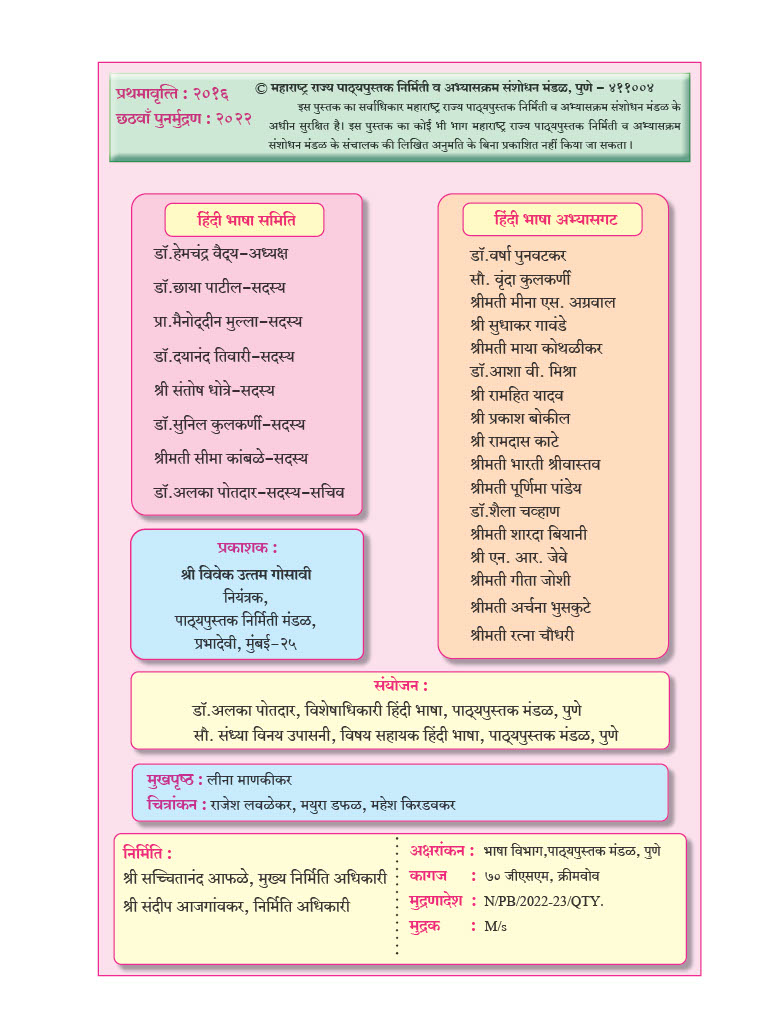 प्रथमावृत्ति : २०१६
छठवाँ पुनर्मुद्रण : २०२२
© महाराष्ट्र राज्य पाठ्यपुस्तक निर्मिती व अभ्यासक्रम संशोधन मंडळ, पुणे – ४११००४
इस पुस्तक का सर्वाधिकार महाराष्ट्र राज्य पाठ्यपुस्तक निर्मिती व अभ्यासक्रम संशोधन मंडळ के
अधीन सुरक्षित है। इस पुस्तक का कोई भी भाग महाराष्ट्र राज्य पाठ्यपुस्तक निर्मिती व अभ्यासक्रम
संशोधन मंडळ के संचालक की लिखित अनुमति के बिना प्रकाशित नहीं किया जा सकता ।
हिंदी भाषा समिति
डॉ.हेमचंद्र वैद्‌य–अध्यक्ष
डॉ.छाया पाटील–सदस्य
प्रा.मैनोद्‌दीन मुल्ला–सदस्य
डॉ.दयानंद तिवारी–सदस्य
श्री संतोष धोत्रे–सदस्य
डॉ.सुनिल कुलकर्णी–सदस्य
श्रीमती सीमा कांबळे–सदस्य
डॉ.अलका पोतदार–सदस्य–सचिव
प्रकाशक :
श्री विवेक उत्तम गोसावी
नियंत्रक,
पाठ्यपुस्तक निर्मिती मंडळ,
प्रभादेवी, मुंबई–२५
हिंदी भाषा अभ्यासगट
डॉ.वर्षा पुनवटकर
सौ. वृंदा कुलकर्णी
श्रीमती मीना एस. अग्रवाल
श्री सुधाकर गावंडे
श्रीमती माया कोथळीकर
डॉ.आशा वी. मिश्रा
श्री रामहित यादव
श्री प्रकाश बोकील
श्री रामदास काटे
श्रीमती भारती श्रीवास्तव
श्रीमती पूर्णिमा पांडेय
डॉ.शैला चव्हाण
श्रीमती शारदा बियानी
श्री एन. आर. जेवे
श्रीमती गीता जोशी
श्रीमती अर्चना भुसकुटे
श्रीमती रत्ना चौधरी
संयोजन :
डॉ.अलका पोतदार, विशेषाधिकारी हिंदी भाषा, पाठ्यपुस्तक मंडळ, पुणे
सौ. संध्या विनय उपासनी, विषय सहायक हिंदी भाषा, पाठ्यपुस्तक मंडळ, पुणे
मुखपृष्ठ : लीना माणकीकर
चित्रांकन : राजेश लवळेकर, मयुरा डफळ, महेश किरडवकर
निर्मिति :
श्री सच्चितानंद आफळे, मुख्य निर्मिति अधिकारी
श्री संदीप आजगांवकर, निर्मिति अधिकारी
अक्षरांकन : भाषा विभाग,पाठ्यपुस्तक मंडळ, पुणे
कागज : ७० जीएसएम, क्रीमवोव
मुद्रणादेश : N/PB/2022-23/QTY.
मुद्रक : M/s